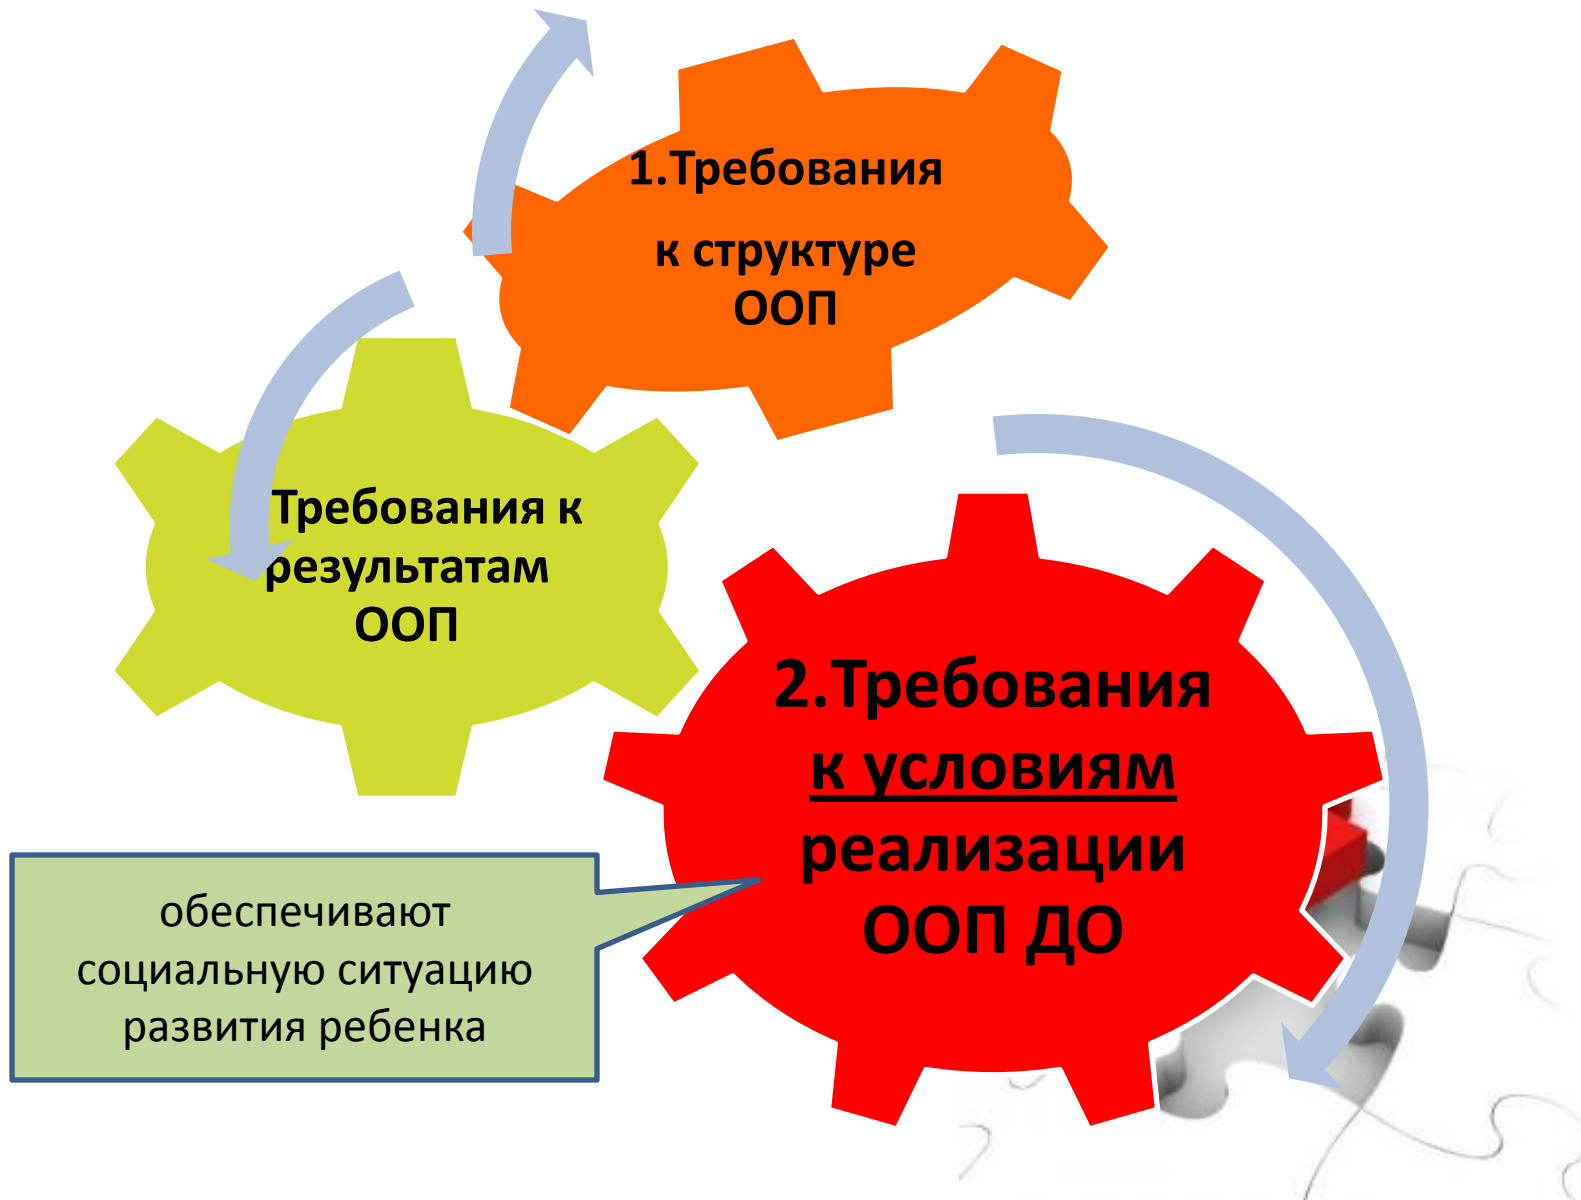 1.Требования
к структуре
ООП
Требования к
результатам
ООП
2.Требования
к условиям
реализации
ООП ДО
обеспечивают
социальную ситуацию
развития ребенка